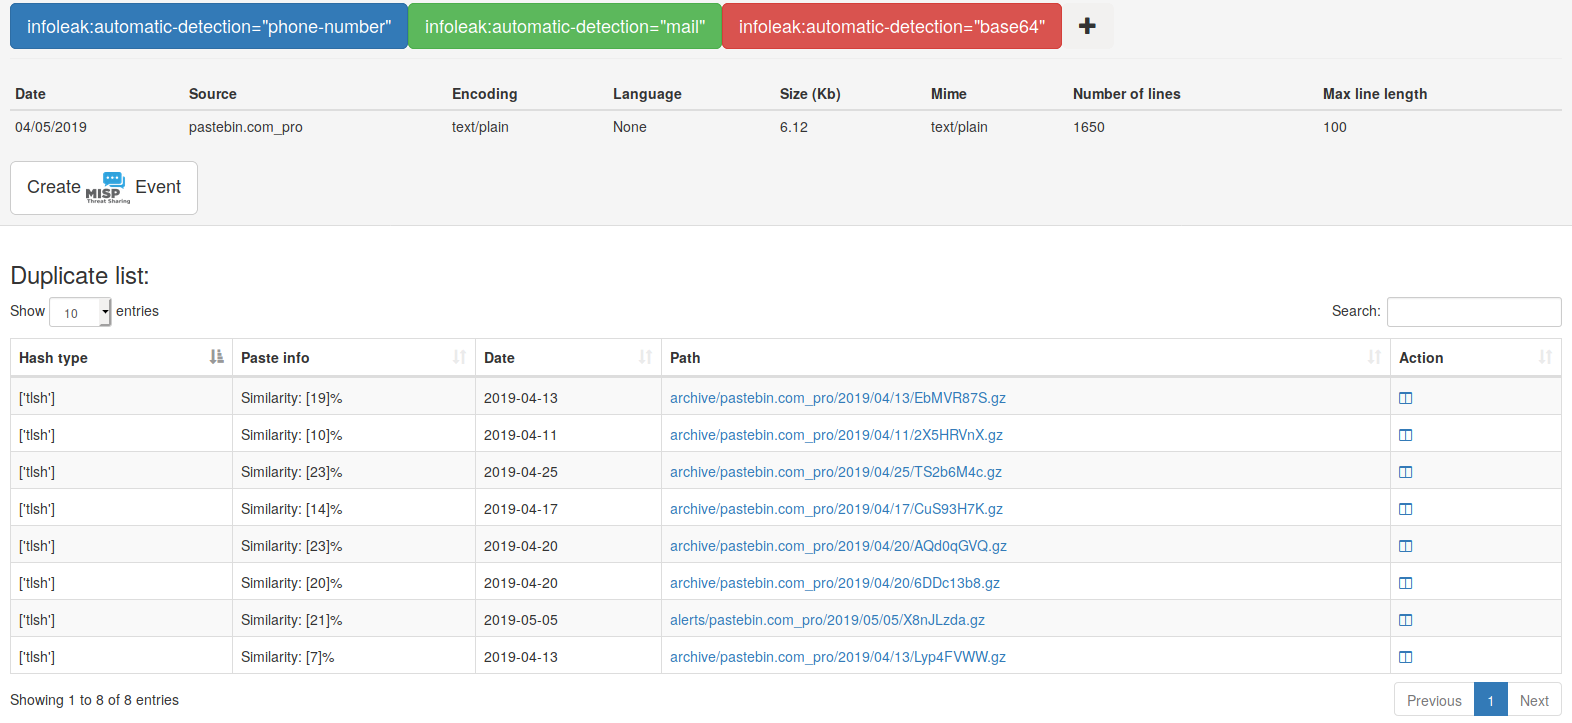 infoleak:automatic-detection="phone-number" infoleak:automatic-detection="mail" infoleak:automatic-detection="base64"
Date Source Encoding Language Size (Kb) Mime Number of lines Max line length
04/05/2019 pastebin.com_pro text/plain None 6.12 text/plain 1650 100
Create MISP Threat Sharing Event
Duplicate list:
Show 10 entries Search:
Hash type Paste info Date Path Action
['tlsh'] Similarity: [19]% 2019-04-13 archive/pastebin.com_pro/2019/04/13/EbMVR87S.gz
['tlsh'] Similarity: [10]% 2019-04-11 archive/pastebin.com_pro/2019/04/11/2X5HRVnX.gz
['tlsh'] Similarity: [23]% 2019-04-25 archive/pastebin.com_pro/2019/04/25/TS2b6M4c.gz
['tlsh'] Similarity: [14]% 2019-04-17 archive/pastebin.com_pro/2019/04/17/CuS93H7K.gz
['tlsh'] Similarity: [23]% 2019-04-20 archive/pastebin.com_pro/2019/04/20/AQd0qGVQ.gz
['tlsh'] Similarity: [20]% 2019-04-20 archive/pastebin.com_pro/2019/04/20/6DDc13b8.gz
['tlsh'] Similarity: [21]% 2019-05-05 alerts/pastebin.com_pro/2019/05/05/X8nJLzda.gz
['tlsh'] Similarity: [7]% 2019-04-13 archive/pastebin.com_pro/2019/04/13/Lyp4FVWW.gz
Showing 1 to 8 of 8 entries Previous 1 Next